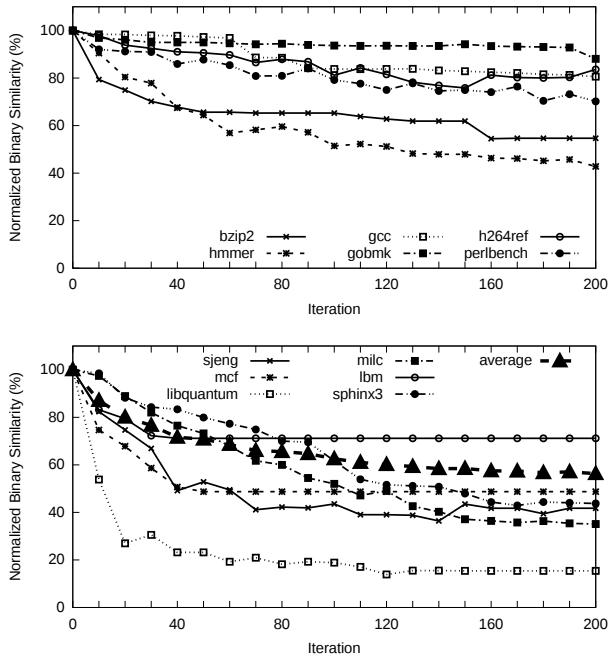 Normalized Binary Similarity (%)
100
80
60
40
20
0
bzip2
hmmer
gcc
gobmk
h264ref
perlbench
0 40 80 120 160 200
Iteration
Normalized Binary Similarity (%)
100
80
60
40
20
0
sjeng
mcf
libquantum
milc
lbm
sphinx3
average
0 40 80 120 160 200
Iteration